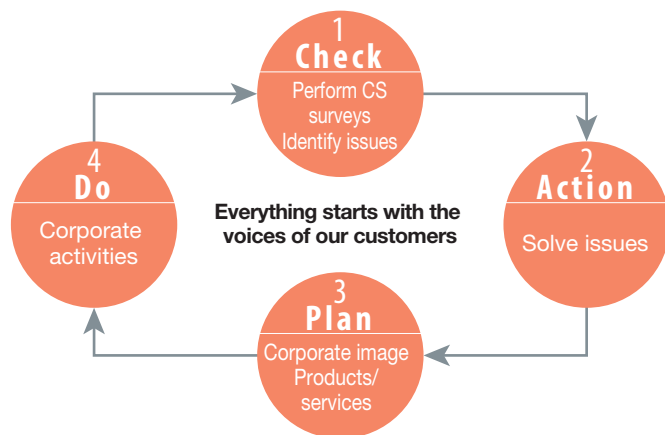 1
Check
Perform CS
surveys
Identify issues
2
Action
Solve issues
3
Plan
Corporate image
Products/
services
4
Do
Corporate
activities
Everything starts with the
voices of our customers